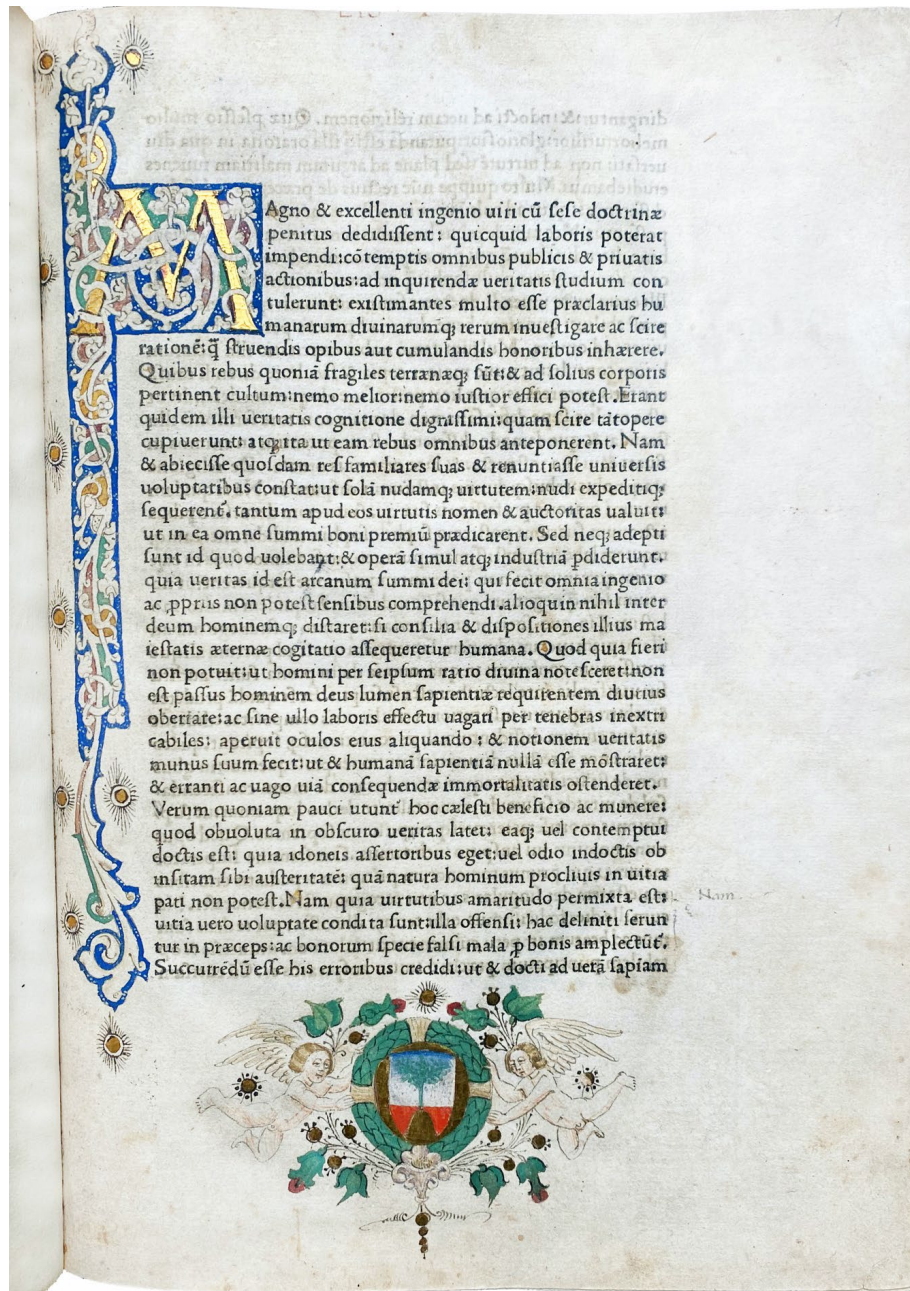 MAgno & excellenti ingenio uiri cũ ſeſe doctrinæ
penitus dedidiſſent: quicquid laboris poterat
impendi:cõtemptis omnibus publicis & priuatis
actionibus:ad inquirendæ ueritatis ſtudium con
tulerunt: exiſtimantes multo eſſe præclarius hu
manarum diuinarumq; rerum inueſtigare ac ſcire
rationẽ:q̃ ſtruendis opibus aut cumulandis honoribus inhærere.
Quibus rebus quoniã fragiles terrænæq; sũt:& ad ſolius corporis
pertinent cultum:nemo melior:nemo iuſtior effici poteſt.Erant
quidem illi ueritatis cognitione digniſſimi:quam ſcire tãtopere
cupiuerunt: atq; ita ut eam rebus omnibus anteponerent. Nam
& abieciſſe quoſdam reſ familiares ſuas & renuntiaſſe uniuerſis
uoluptatibus conſtat:ut ſolã nudamq; uirtutem:nudi expeditiq;
ſequerent̃. tantum apud eos uirtutis nomen & auctoritas ualuit:
ut in ea omne ſummi boni premiũ prædicarent. Sed neq; adepti
ſunt id quod uolebant:& operã ſimul atq; induſtriã ꝑdiderunt.
quia ueritas id eſt arcanum ſummi dei: qui fecit omnia ingenio
ac ꝓpriis non poteſt ſenſibus comprehendi.alioquin nihil inter
deum hominemq; diſtaret:ſi conſilia & diſpoſitiones illius ma
ieſtatis æternæ cogitatio aſſequeretur humana. Quod quia fieri
non potuit:ut homini per ſeipſum ratio diuina noteſceret:non
eſt paſſus hominem deus lumen ſapientiæ requirentem diutius
oberrare:ac ſine ullo laboris effectu uagari per tenebras inextri
cabiles: aperuit oculos eius aliquando : & notionem ueritatis
munus ſuum fecit:ut & humanã ſapientiã nullã eſſe mõſtraret:
& erranti ac uago uiã conſequendæ immortalitatis oſtenderet.
Verum quoniam pauci utunt̃ hoc cæleſti beneficio ac munere:
quod obuoluta in obſcuro ueritas latet: eaq; uel contemptui
doctis eſt: quia idoneis aſſertoribus eget:uel odio indoctis ob
inſitam ſibi auſteritatẽ: quã natura hominum procliuis in uitia
pati non poteſt.Nam quia uirtutibus amaritudo permixta eſt:
uitia uero uoluptate condita ſunt:illa offenſi: hac deliniti ferun
tur in præceps:ac bonorum ſpecie falſi mala ꝓ bonis amplectũt̃.
Succurrẽdũ eſſe his erroribus credidi:ut & docti ad uerã ſapiam
Nam